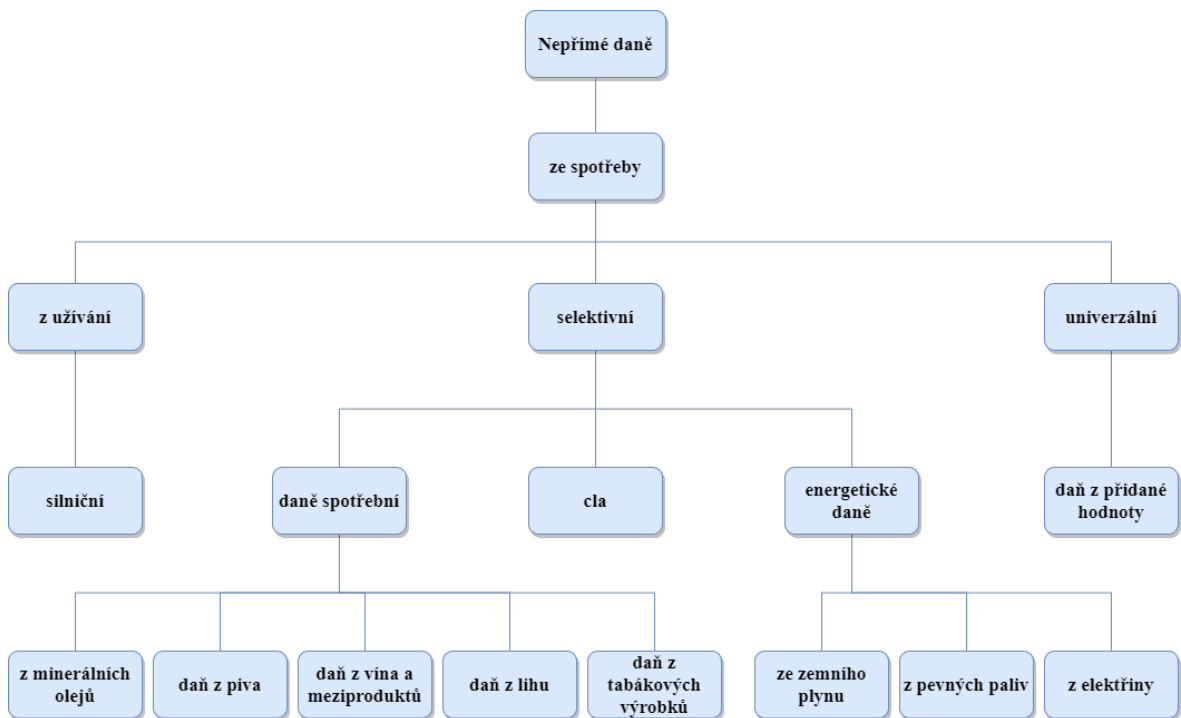 Nepřímé daně
ze spotřeby
z užívání
selektivní
univerzální
silniční
daně spotřební
cla
energetické
daně
daň z přidané
hodnoty
z minerálních
olejů
daň z piva
daň z vína a
meziproduktů
daň z lihu
daň z
tabákových
výrobků
ze zemního
plynu
z pevných paliv
z elektřiny